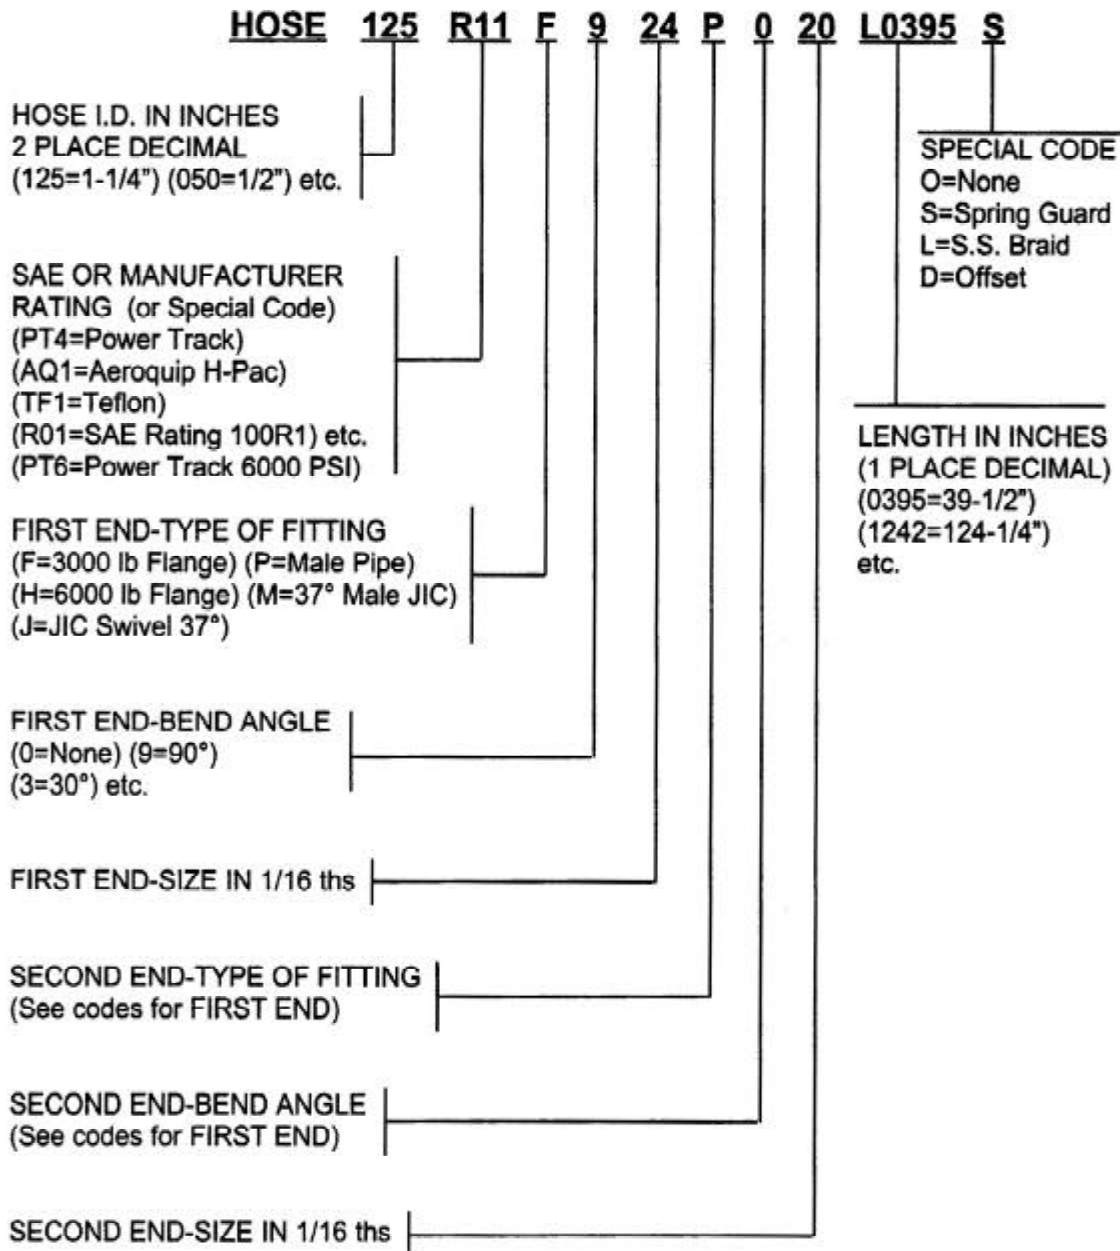 HOSE 125 R11 F 9 24 P 0 20 L0395 S
HOSE I.D. IN INCHES
2 PLACE DECIMAL
(125=1-1/4") (050=1/2") etc.
SPECIAL CODE
O=None
S=Spring Guard
L=S.S. Braid
D=Offset
SAE OR MANUFACTURER
RATING (or Special Code)
(PT4=Power Track)
(AQ1=Aeroquip H-Pac)
(TF1=Teflon)
(R01=SAE Rating 100R1) etc.
(PT6=Power Track 6000 PSI)
LENGTH IN INCHES
(1 PLACE DECIMAL)
(0395=39-1/2")
(1242=124-1/4")
etc.
FIRST END-TYPE OF FITTING
(F=3000 lb Flange) (P=Male Pipe)
(H=6000 lb Flange) (M=37° Male JIC)
(J=JIC Swivel 37°)
FIRST END-BEND ANGLE
(0=None) (9=90°)
(3=30°) etc.
FIRST END-SIZE IN 1/16 ths
SECOND END-TYPE OF FITTING
(See codes for FIRST END)
SECOND END-BEND ANGLE
(See codes for FIRST END)
SECOND END-SIZE IN 1/16 ths